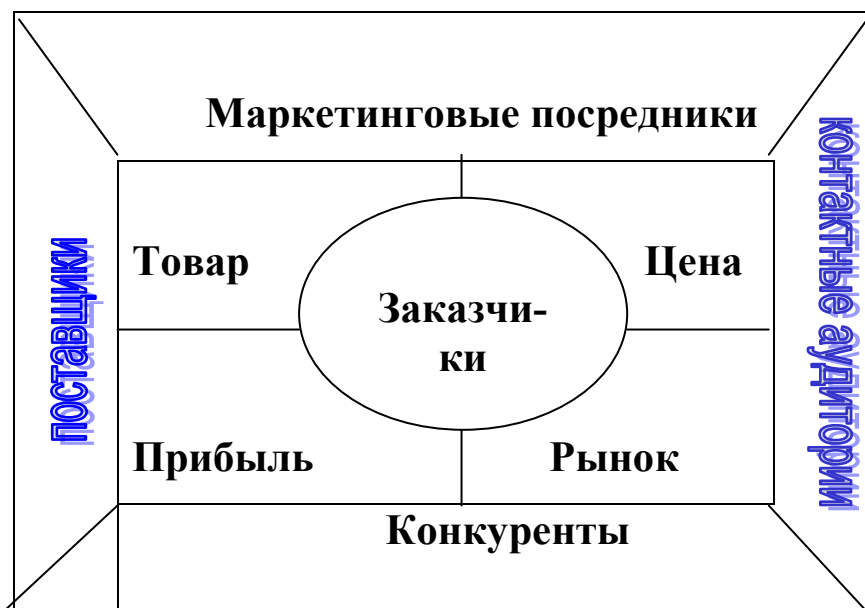 Маркетинговые посредники
поставщики
Товар
Цена
Заказчи-
ки
Прибыль
Рынок
Конкуренты
контактные аудитории